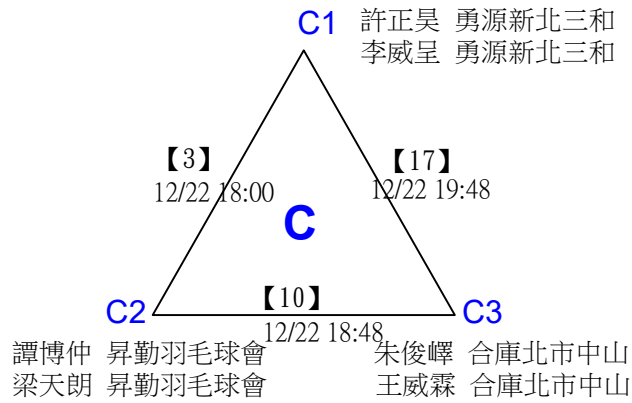 C1 許正昊 勇源新北三和
李威呈 勇源新北三和
【3】
12/22 18:00
【17】
12/22 19:48
C
【10】
12/22 18:48
C2
C3
譚博仲 昇勤羽毛球會
梁天朗 昇勤羽毛球會
朱俊嶧 合庫北市中山
王威霖 合庫北市中山